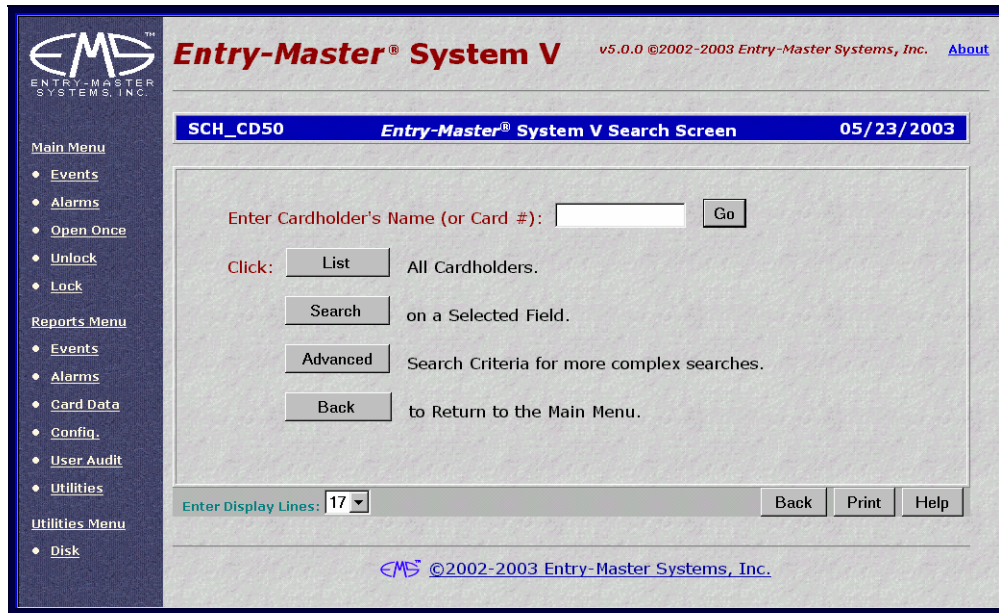 EMS™
ENTRY-MASTER
SYSTEMS, INC.
Entry-Master® System V
v5.0.0 ©2002-2003 Entry-Master Systems, Inc.
About
Main Menu
Events
Alarms
Open Once
Unlock
Lock
Reports Menu
Events
Alarms
Card Data
Config.
User Audit
Utilities
Utilities Menu
Disk
SCH_CD50
Entry-Master® System V Search Screen
05/23/2003
Enter Cardholder's Name (or Card #):
Go
Click: List All Cardholders.
Search on a Selected Field.
Advanced Search Criteria for more complex searches.
Back to Return to the Main Menu.
Enter Display Lines: 17
Back
Print
Help
EMS ©2002-2003 Entry-Master Systems, Inc.